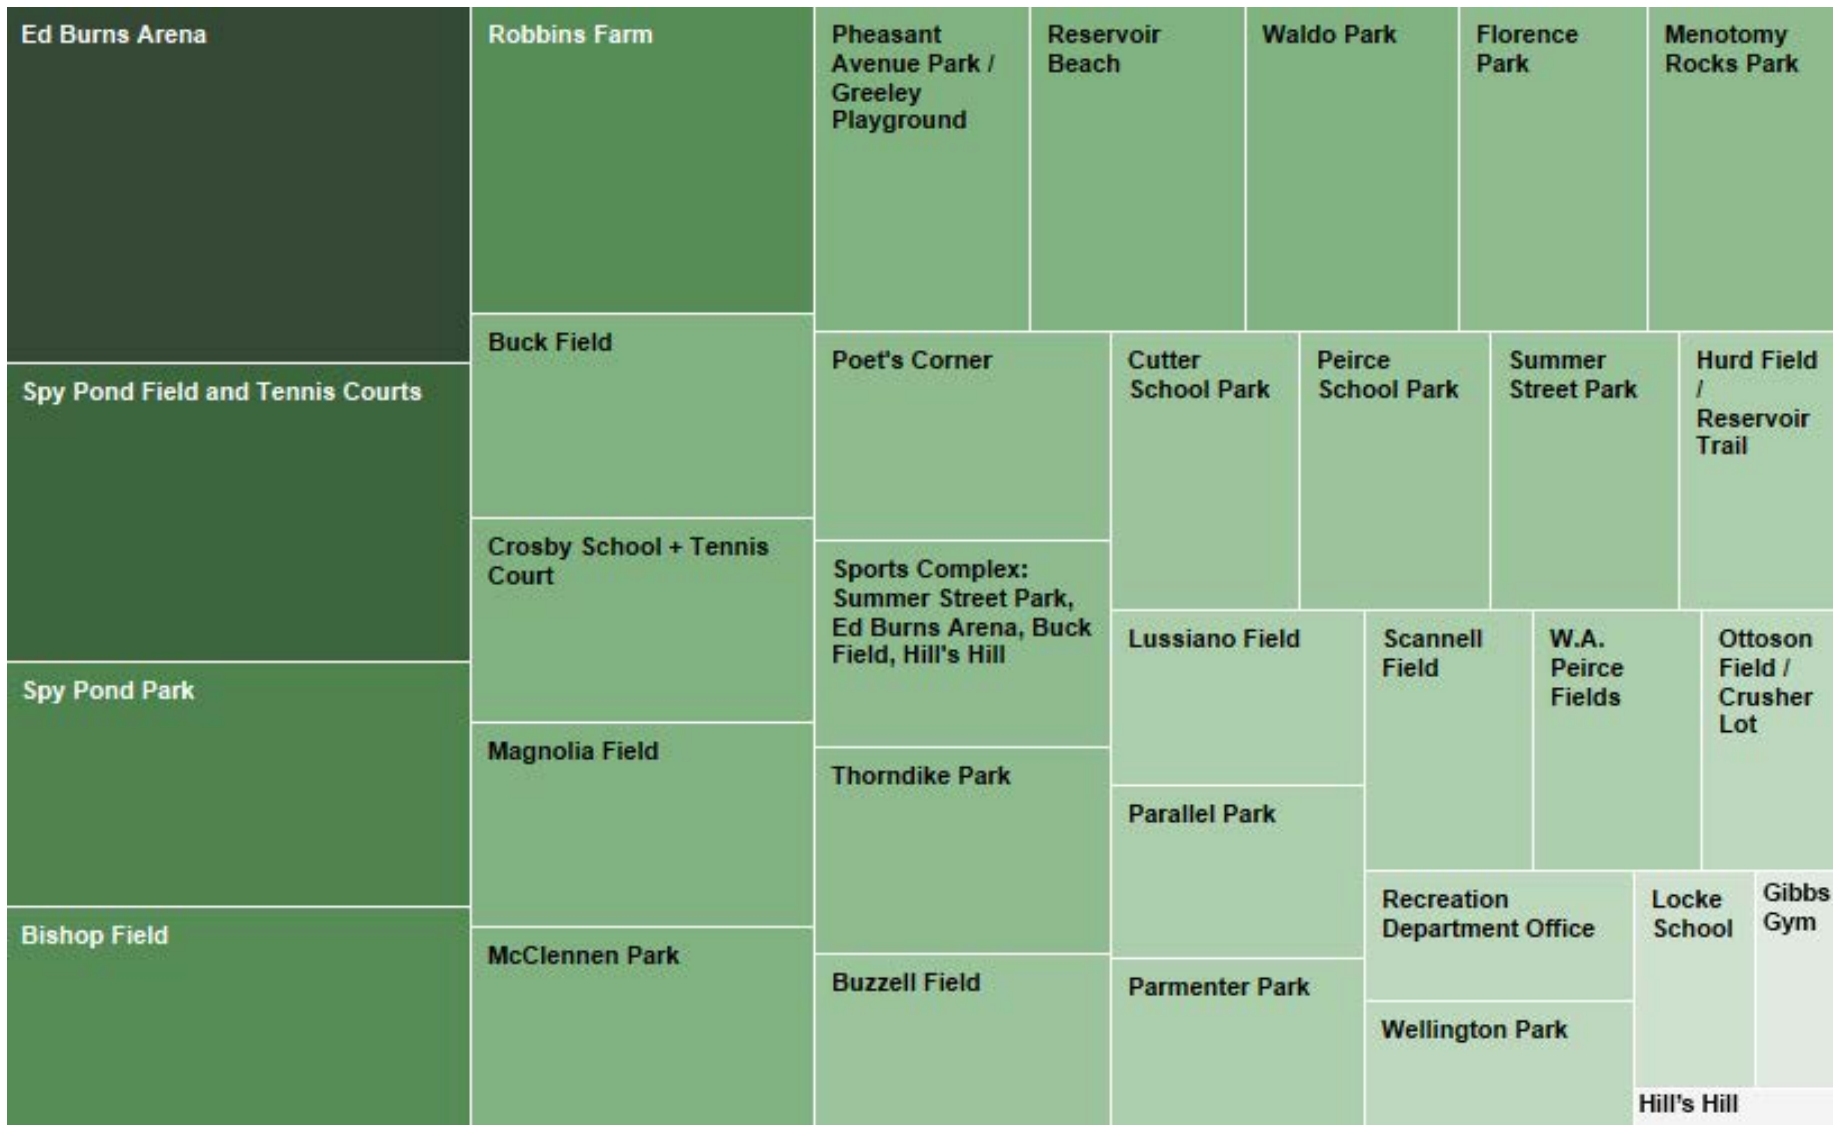 Ed Burns Arena
Spy Pond Field and Tennis Courts
Spy Pond Park
Bishop Field
Robbins Farm
Buck Field
Crosby School + Tennis
Court
Magnolia Field
McClennen Park
Pheasant
Avenue Park /
Greeley
Playground
Reservoir
Beach
Waldo Park
Florence
Park
Menotomy
Rocks Park
Poet's Corner
Sports Complex:
Summer Street Park,
Ed Burns Arena, Buck
Field, Hill's Hill
Thorndike Park
Buzzell Field
Cutter
School Park
Peirce
School Park
Summer
Street Park
Hurd Field
/
Reservoir
Trail
Lussiano Field
Parallel Park
Parmenter Park
Scannell
Field
W.A.
Peirce
Fields
Ottoson
Field /
Crusher
Lot
Recreation
Department Office
Wellington Park
Locke
School
Gibbs
Gym
Hill's Hill